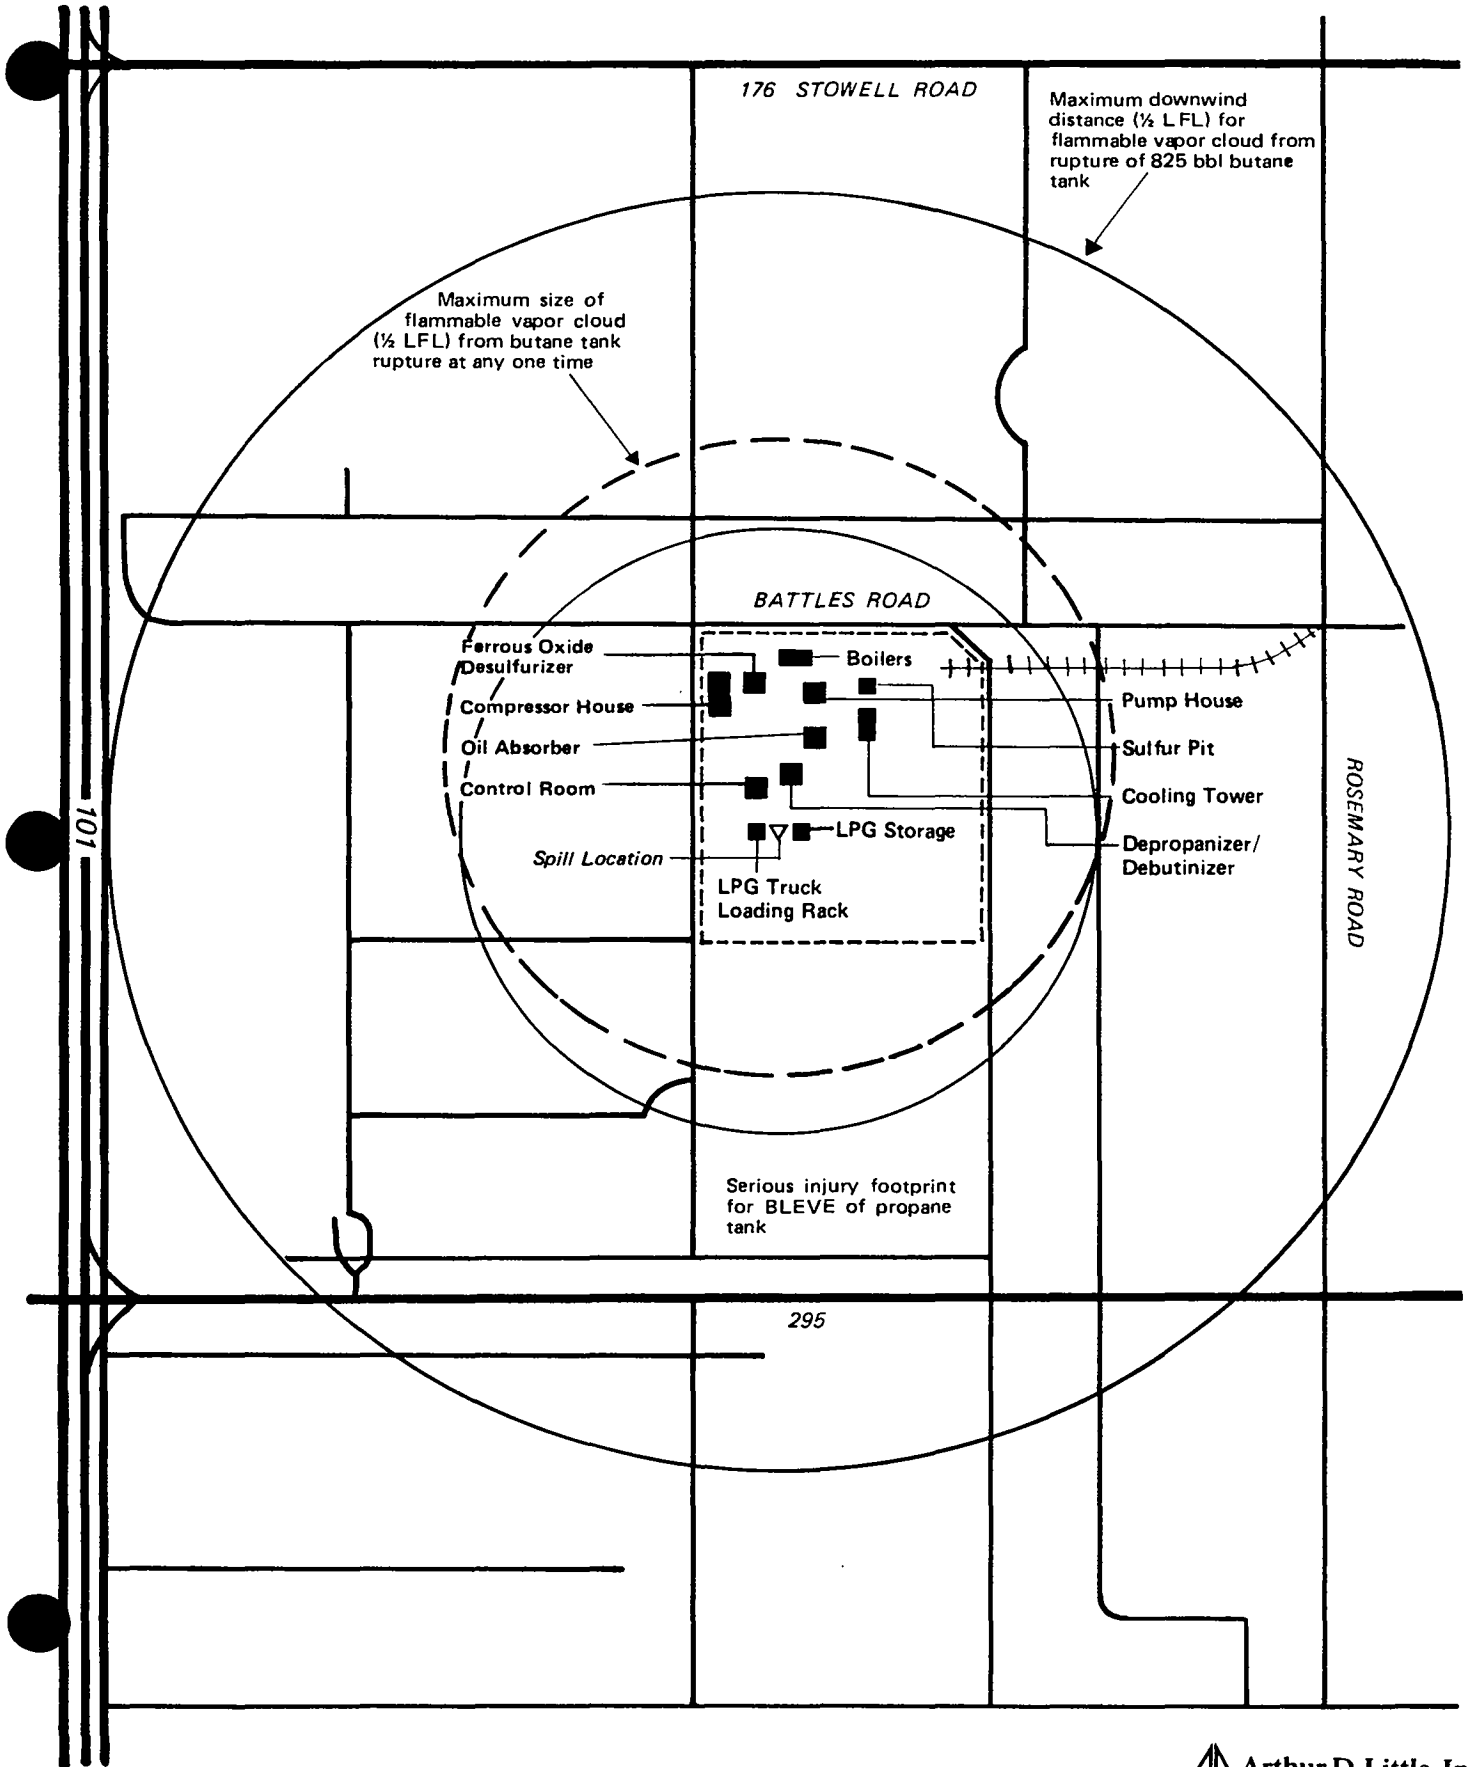 176 STOWELL ROAD
Maximum downwind
distance (½ LFL) for
flammable vapor cloud from
rupture of 825 bbl butane
tank
Maximum size of
flammable vapor cloud
(½ LFL) from butane tank
rupture at any one time
BATTLES ROAD
Ferrous Oxide
Desulfurizer
Boilers
Compressor House
Pump House
Oil Absorber
Sulfur Pit
Control Room
Cooling Tower
101
ROSEMARY ROAD
LPG Storage
Depropanizer/
Debutinizer
Spill Location
LPG Truck
Loading Rack
Serious injury footprint
for BLEVE of propane
tank
295
Arthur D. Little, In